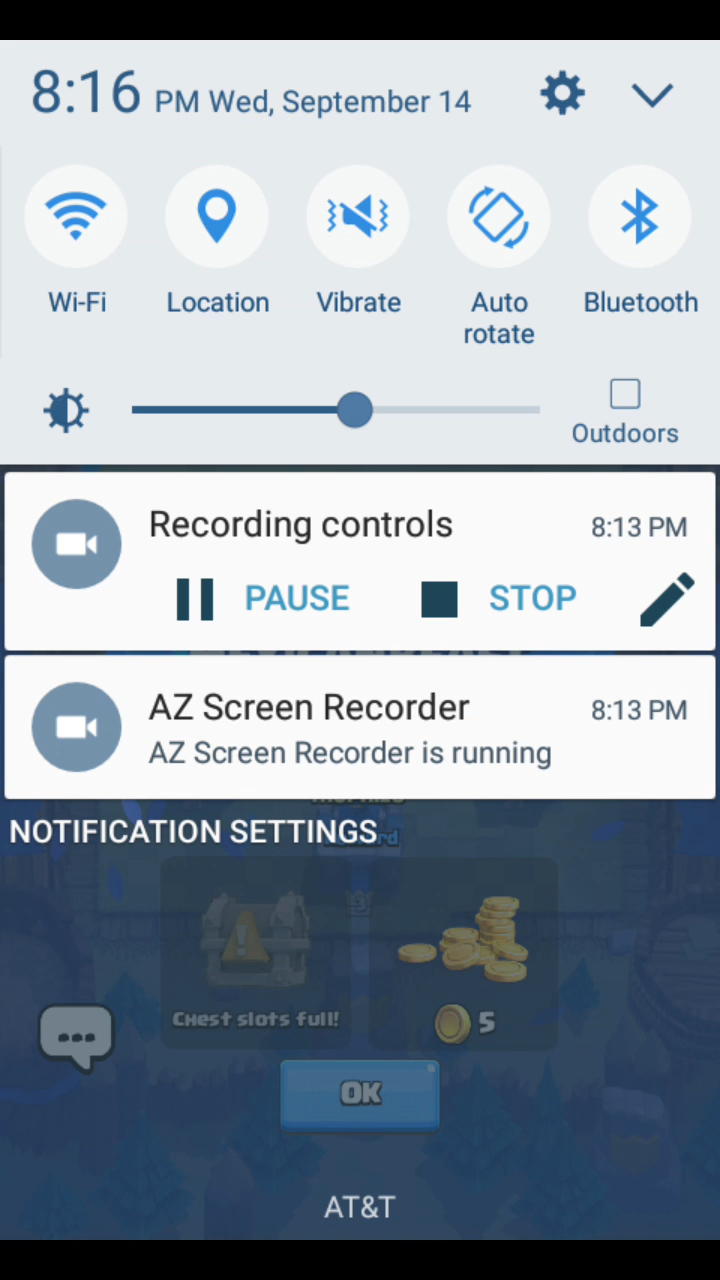 8:16 PM Wed, September 14
Wi-Fi Location Vibrate Auto rotate Bluetooth
Outdoors
Recording controls 8:13 PM
PAUSE STOP
AZ Screen Recorder 8:13 PM
AZ Screen Recorder is running
NOTIFICATION SETTINGS
Chest slots full! 5
OK
AT&T